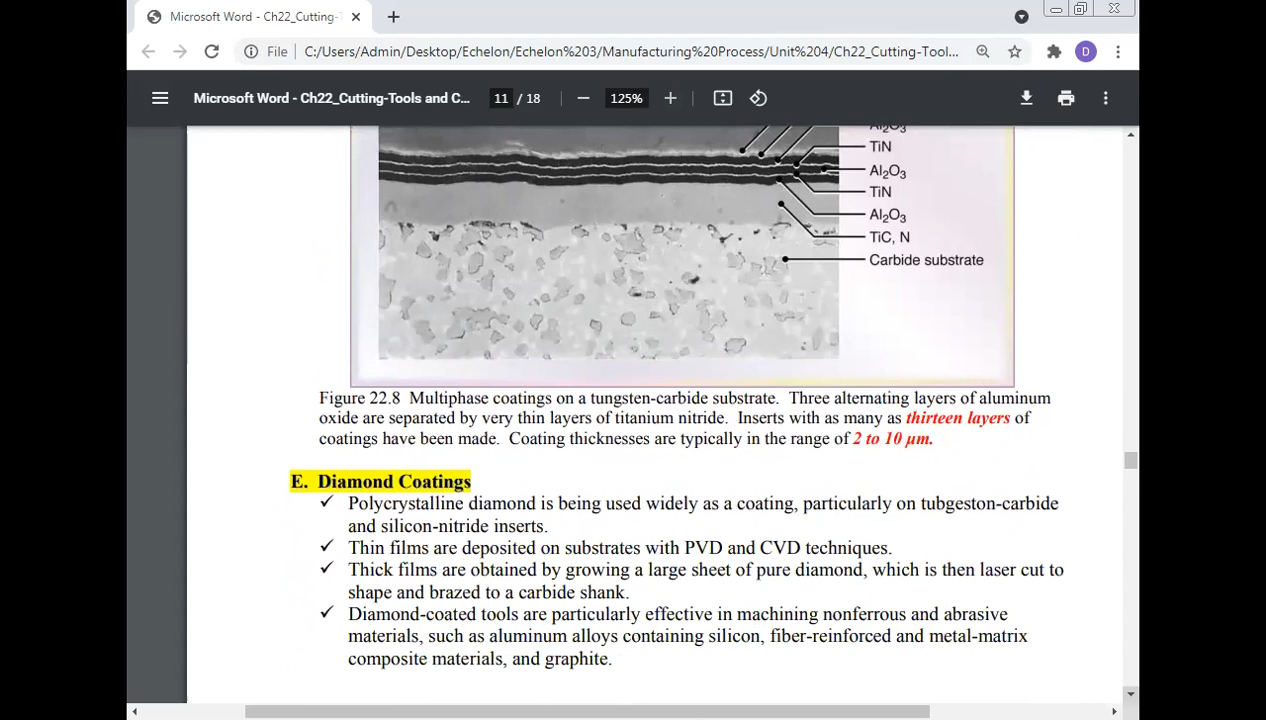 Microsoft Word - Ch22_Cutting-T
File C:/Users/Admin/Desktop/Echelon/Echelon%203/Manufacturing%20Process/Unit%204/Ch22_Cutting-Tool... D
Microsoft Word - Ch22_Cutting-Tools and C... 11 / 18 125%
Al2O3
TiN
Al2O3
TiN
Al2O3
TiC, N
Carbide substrate
Figure 22.8 Multiphase coatings on a tungsten-carbide substrate. Three alternating layers of aluminum
oxide are separated by very thin layers of titanium nitride. Inserts with as many as thirteen layers of
coatings have been made. Coating thicknesses are typically in the range of 2 to 10 μm.
E. Diamond Coatings
✓ Polycrystalline diamond is being used widely as a coating, particularly on tubgeston-carbide
and silicon-nitride inserts.
✓ Thin films are deposited on substrates with PVD and CVD techniques.
✓ Thick films are obtained by growing a large sheet of pure diamond, which is then laser cut to
shape and brazed to a carbide shank.
✓ Diamond-coated tools are particularly effective in machining nonferrous and abrasive
materials, such as aluminum alloys containing silicon, fiber-reinforced and metal-matrix
composite materials, and graphite.